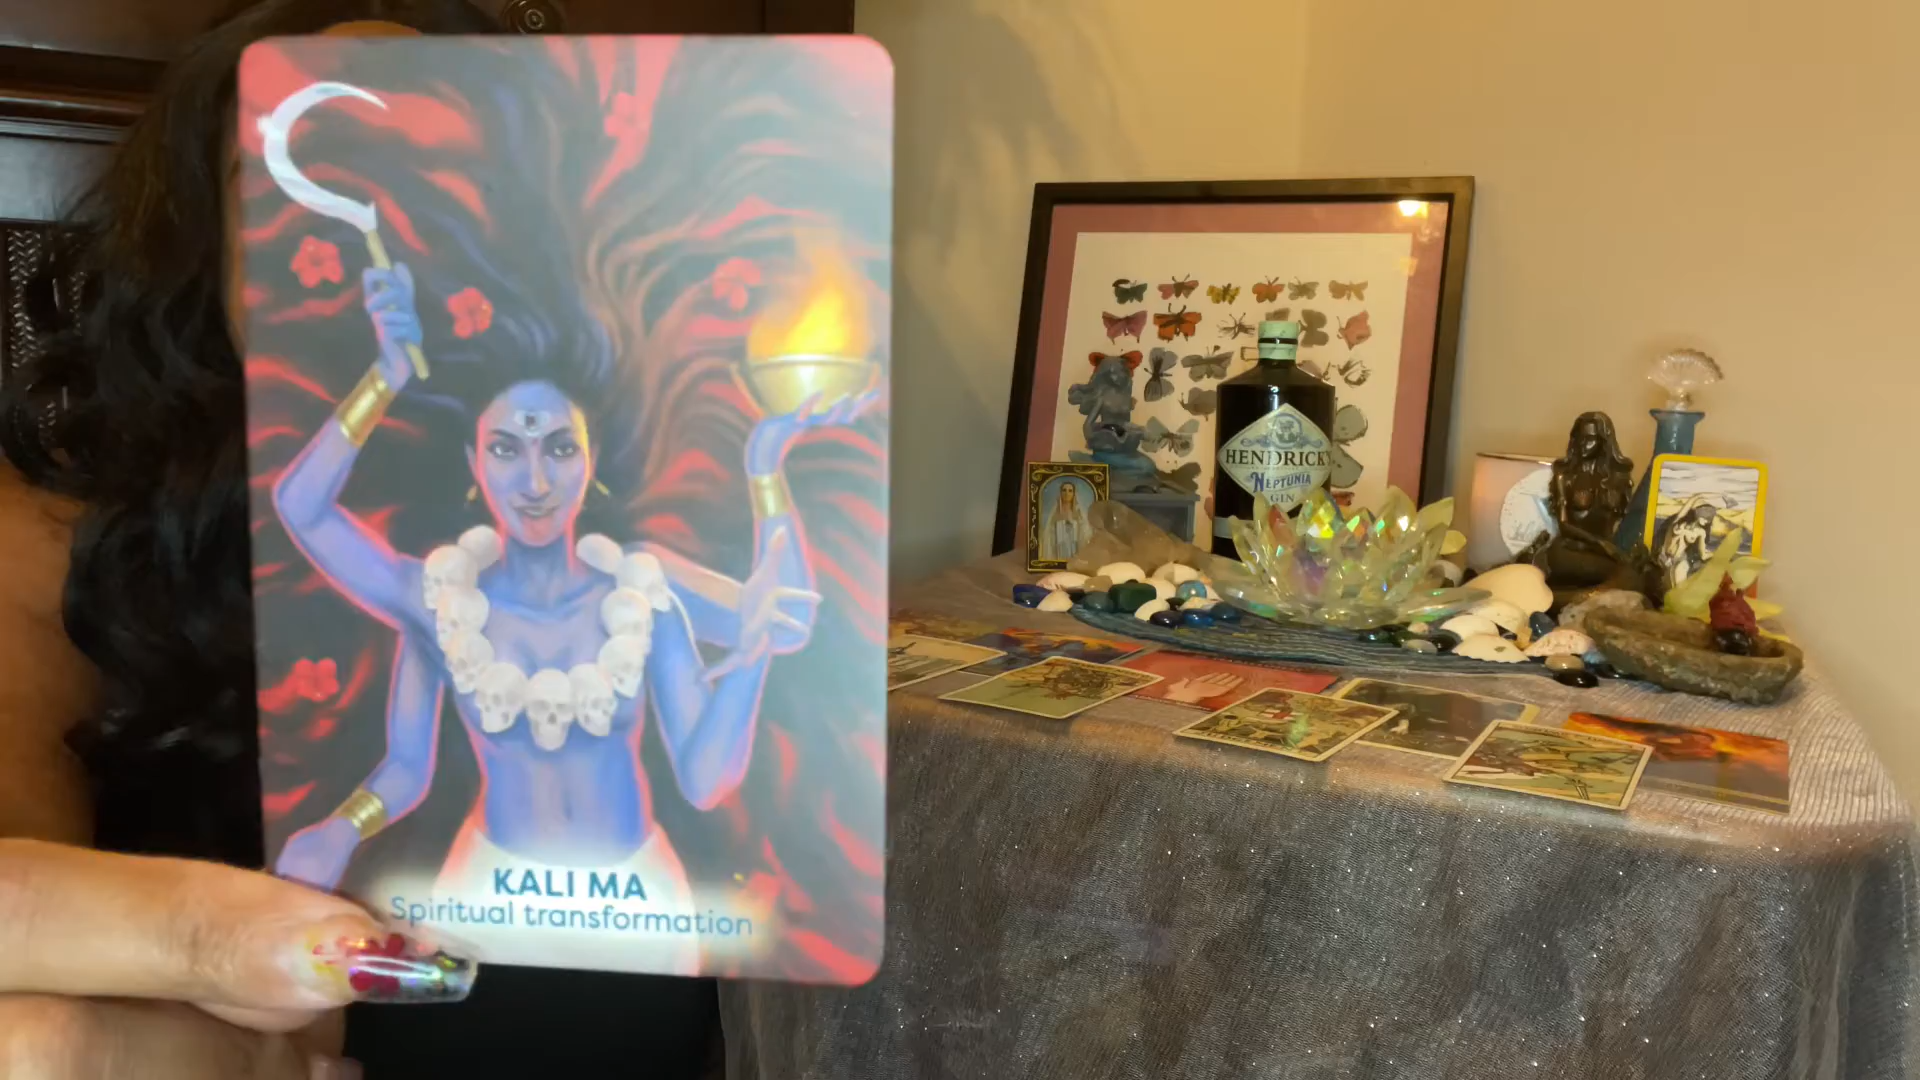 KALI MA
Spiritual transformation
HENDRICK'S
NEPTUNIA
GIN